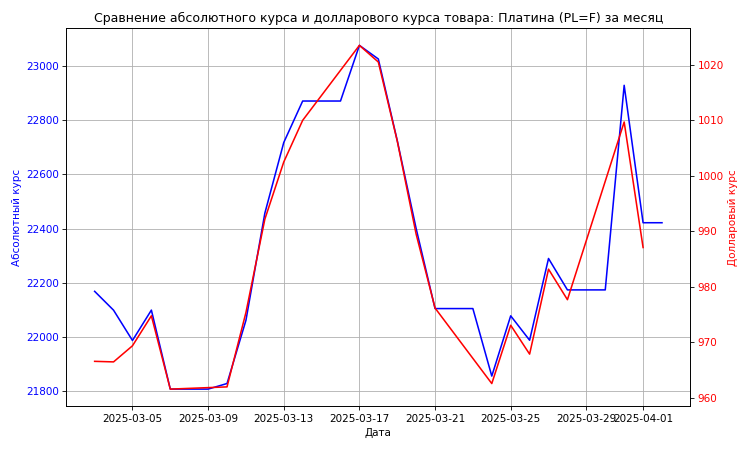 Сравнение абсолютного курса и долларового курса товара: Платина (PL=F) за месяц
Абсолютный курс
23000
22800
22600
22400
22200
22000
21800
1020
1010
1000
990
980
970
960
Долларовый курс
2025-03-05 2025-03-09 2025-03-13 2025-03-17 2025-03-21 2025-03-25 2025-03-29 2025-04-01
Дата